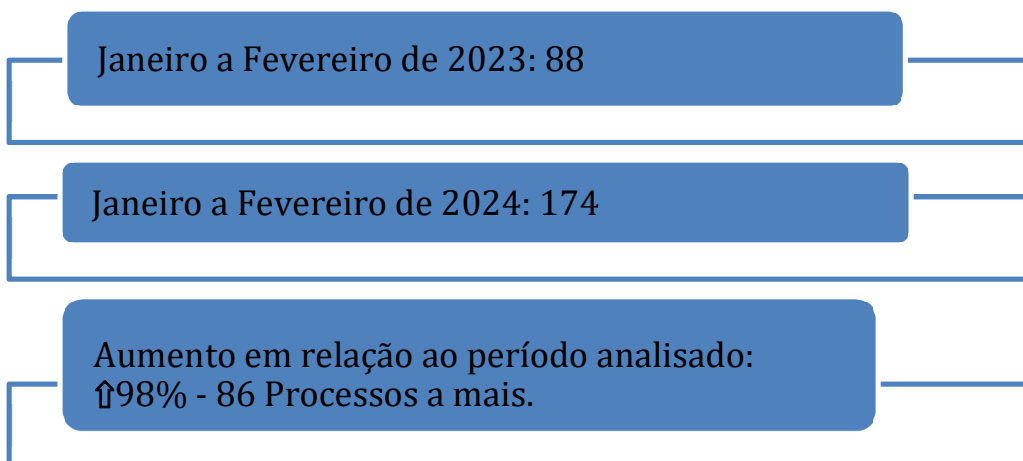 Janeiro a Fevereiro de 2023: 88
Janeiro a Fevereiro de 2024: 174
Aumento em relação ao período analisado:
⇧98% - 86 Processos a mais.